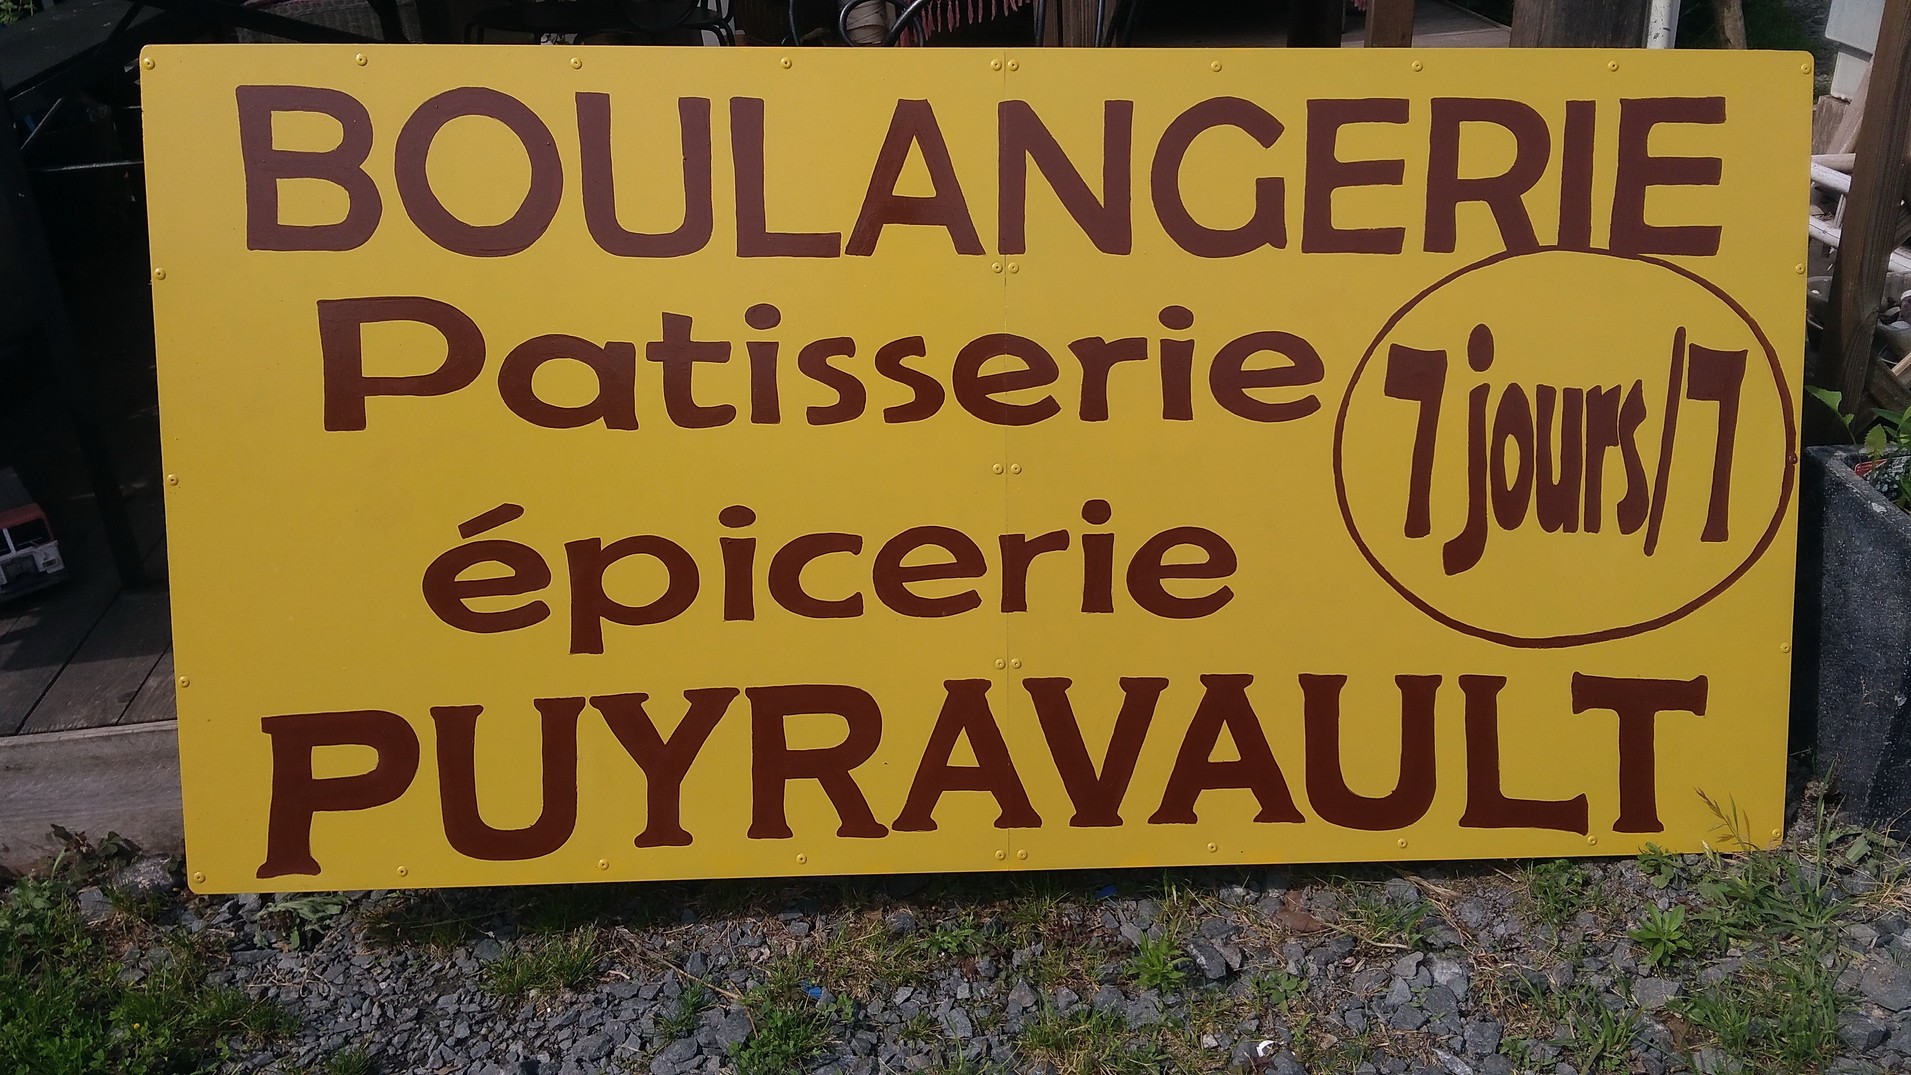 BOULANGERIE
Patisserie
7 jours/7
épicerie
PUYRAVAULT